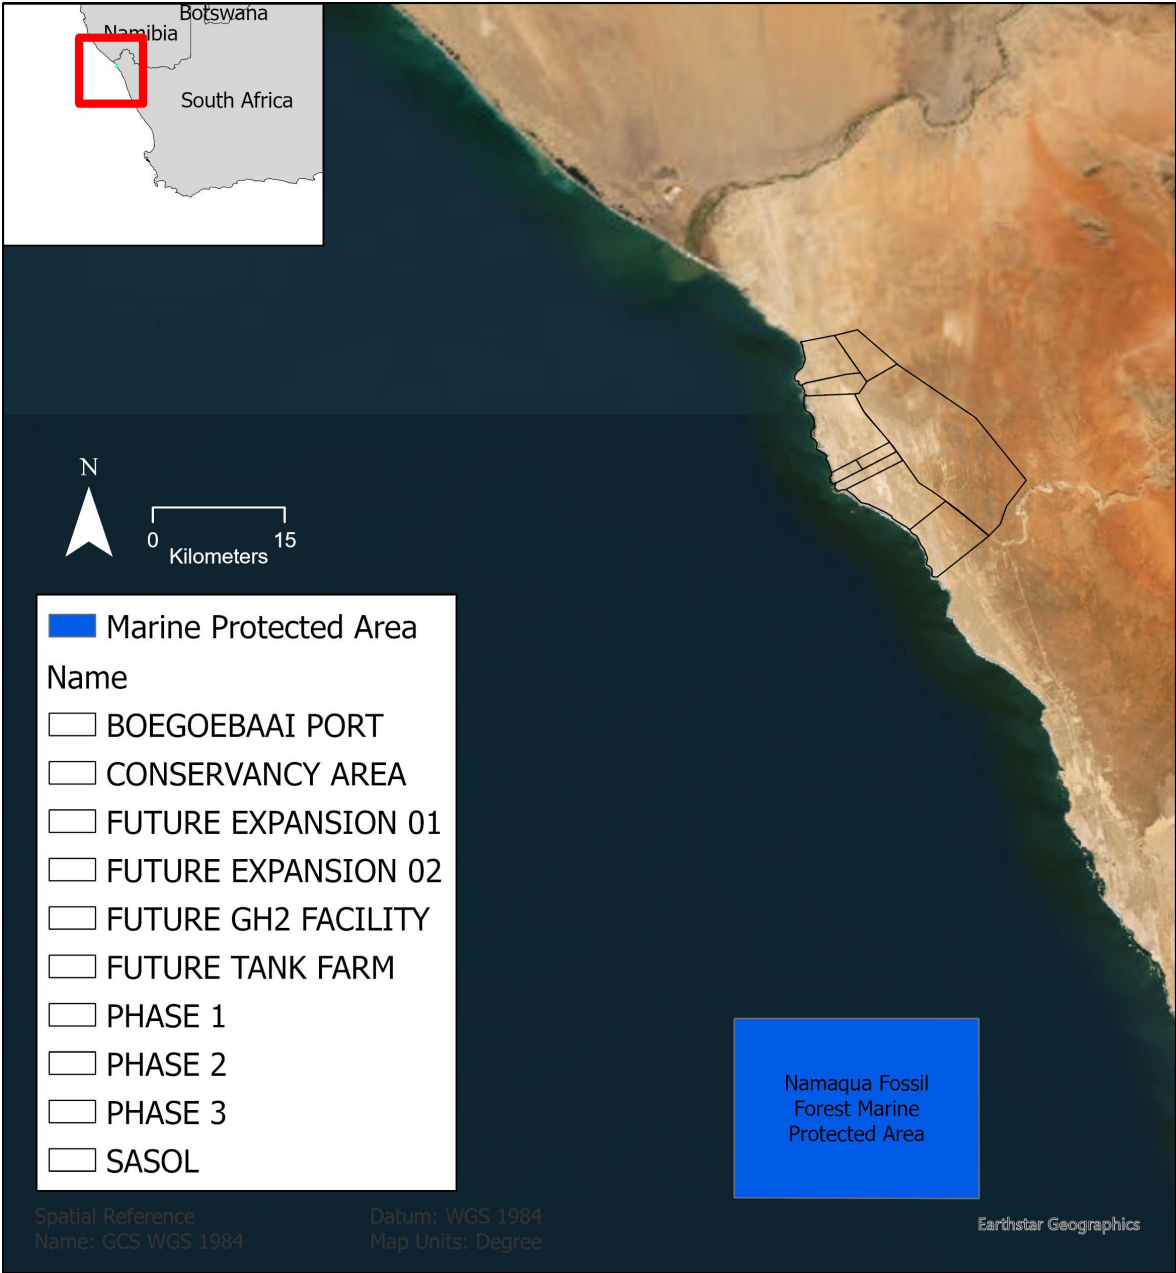 Botswana
Namibia
South Africa
N
0 15
Kilometers
Marine Protected Area
Name
BOEGOEBAAI PORT
CONSERVANCY AREA
FUTURE EXPANSION 01
FUTURE EXPANSION 02
FUTURE GH2 FACILITY
FUTURE TANK FARM
PHASE 1
PHASE 2
PHASE 3
SASOL
Namaqua Fossil
Forest Marine
Protected Area
Spatial Reference
Name: GCS WGS 1984
Datum: WGS 1984
Map Units: Degree
Earthstar Geographics